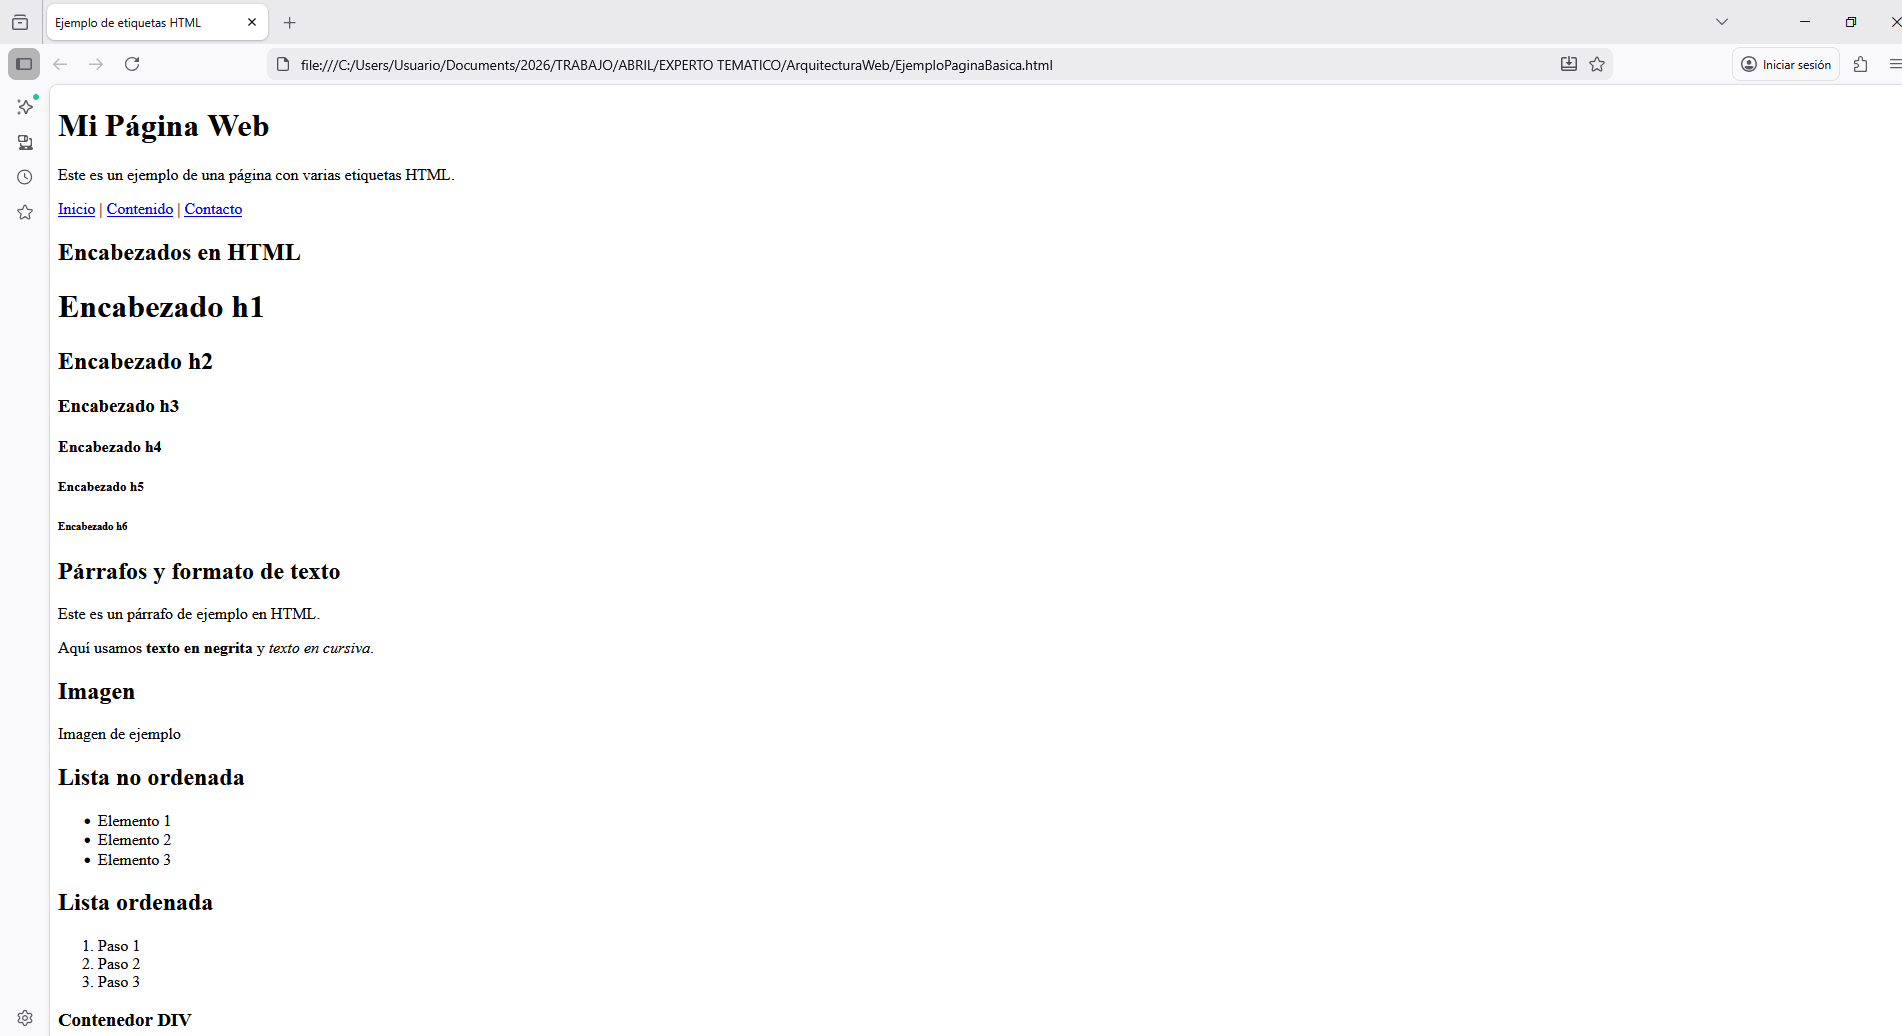 Ejemplo de etiquetas HTML
file:///C:/Users/Usuario/Documents/2026/TRABAJO/ABRIL/EXPERTO TEMATICO/ArquitecturaWeb/EjemploPaginaBasica.html
Iniciar sesión
Mi Página Web
Este es un ejemplo de una página con varias etiquetas HTML.
Inicio | Contenido | Contacto
Encabezados en HTML
Encabezado h1
Encabezado h2
Encabezado h3
Encabezado h4
Encabezado h5
Encabezado h6
Párrafos y formato de texto
Este es un párrafo de ejemplo en HTML.
Aquí usamos texto en negrita y texto en cursiva.
Imagen
Imagen de ejemplo
Lista no ordenada
• Elemento 1
• Elemento 2
• Elemento 3
Lista ordenada
1. Paso 1
2. Paso 2
3. Paso 3
Contenedor DIV